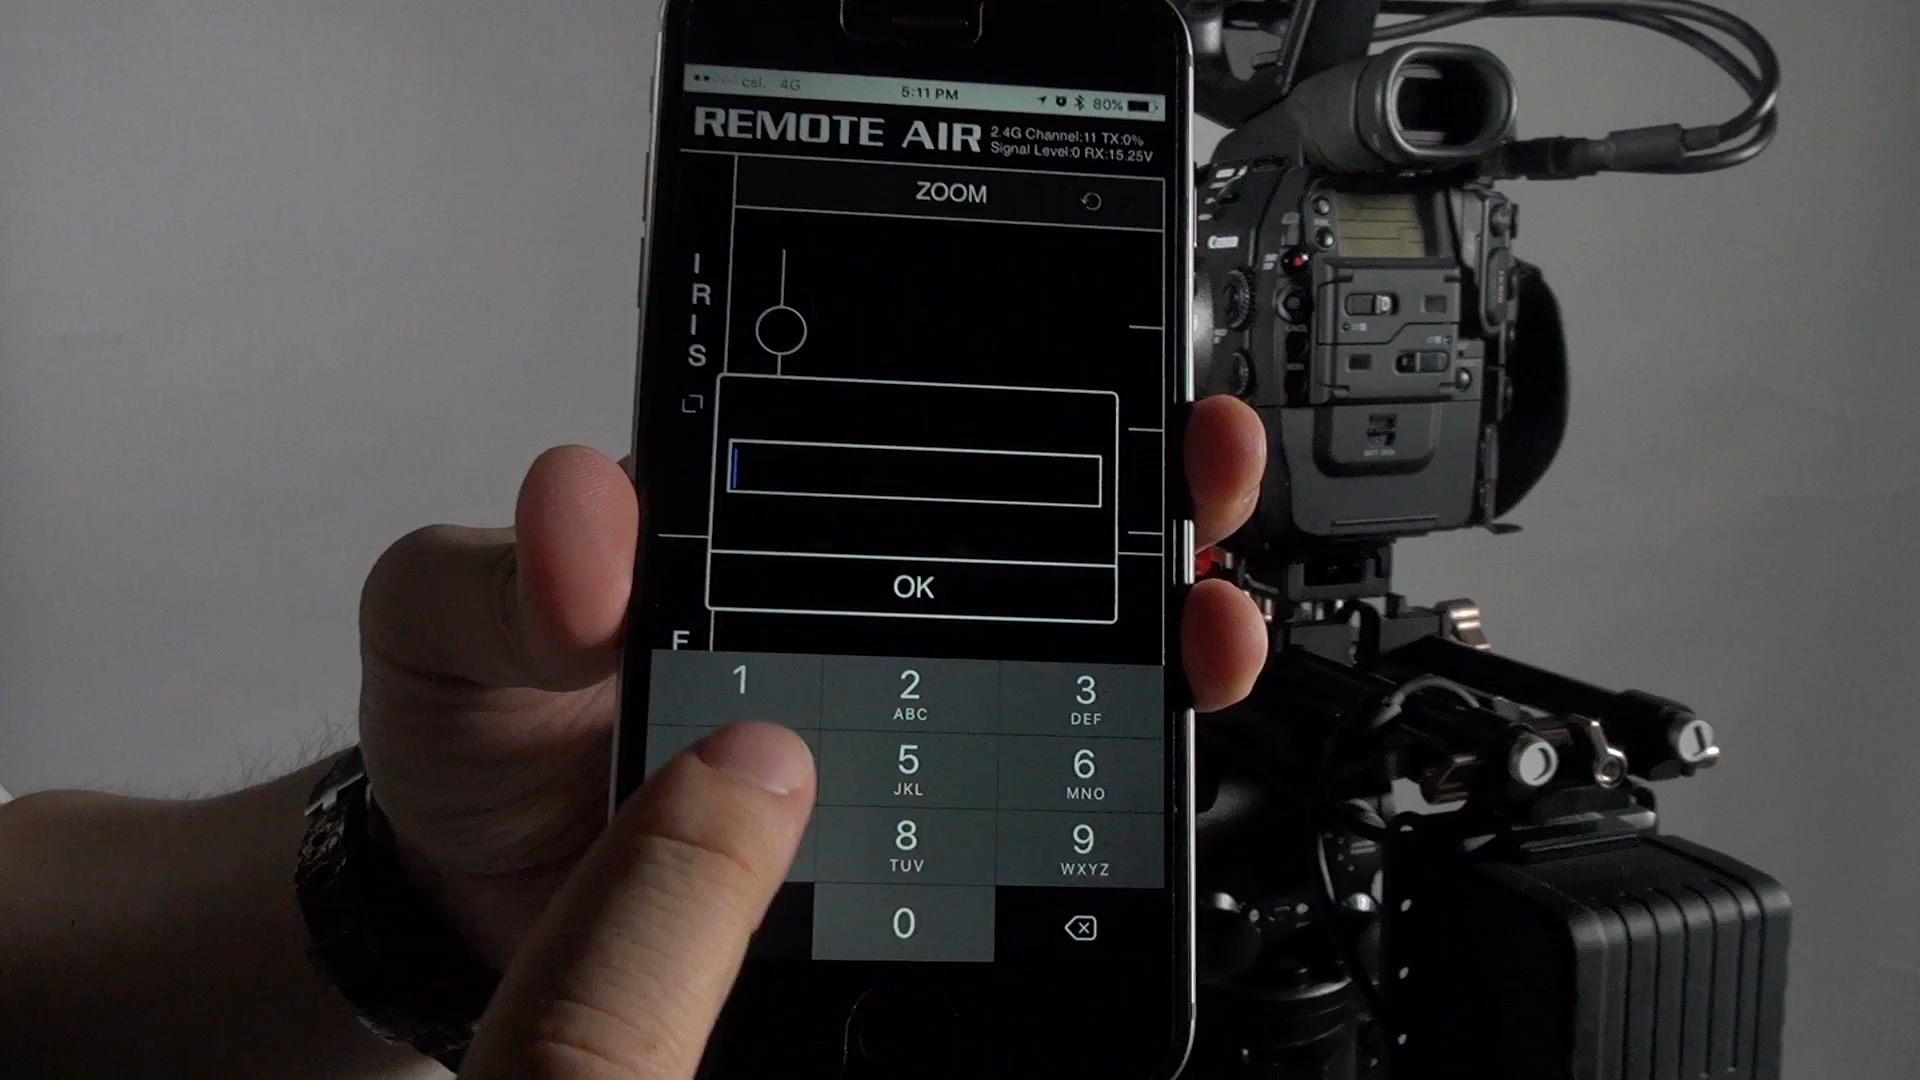 csl. 4G
5:11 PM
80%
REMOTE AIR
2.4G Channel:11 TX:0%
Signal Level:0 RX:15.25V
ZOOM
IRIS
OK
F
1
2
ABC
3
DEF
5
JKL
6
MNO
8
TUV
9
WXYZ
0
Canon